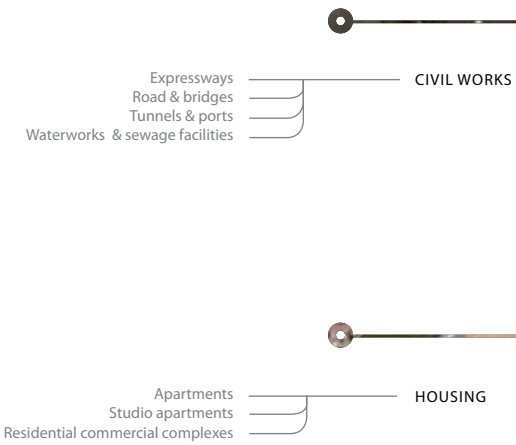 Expressways
Road & bridges
Tunnels & ports
Waterworks & sewage facilities
CIVIL WORKS
Apartments
Studio apartments
Residential commercial complexes
HOUSING